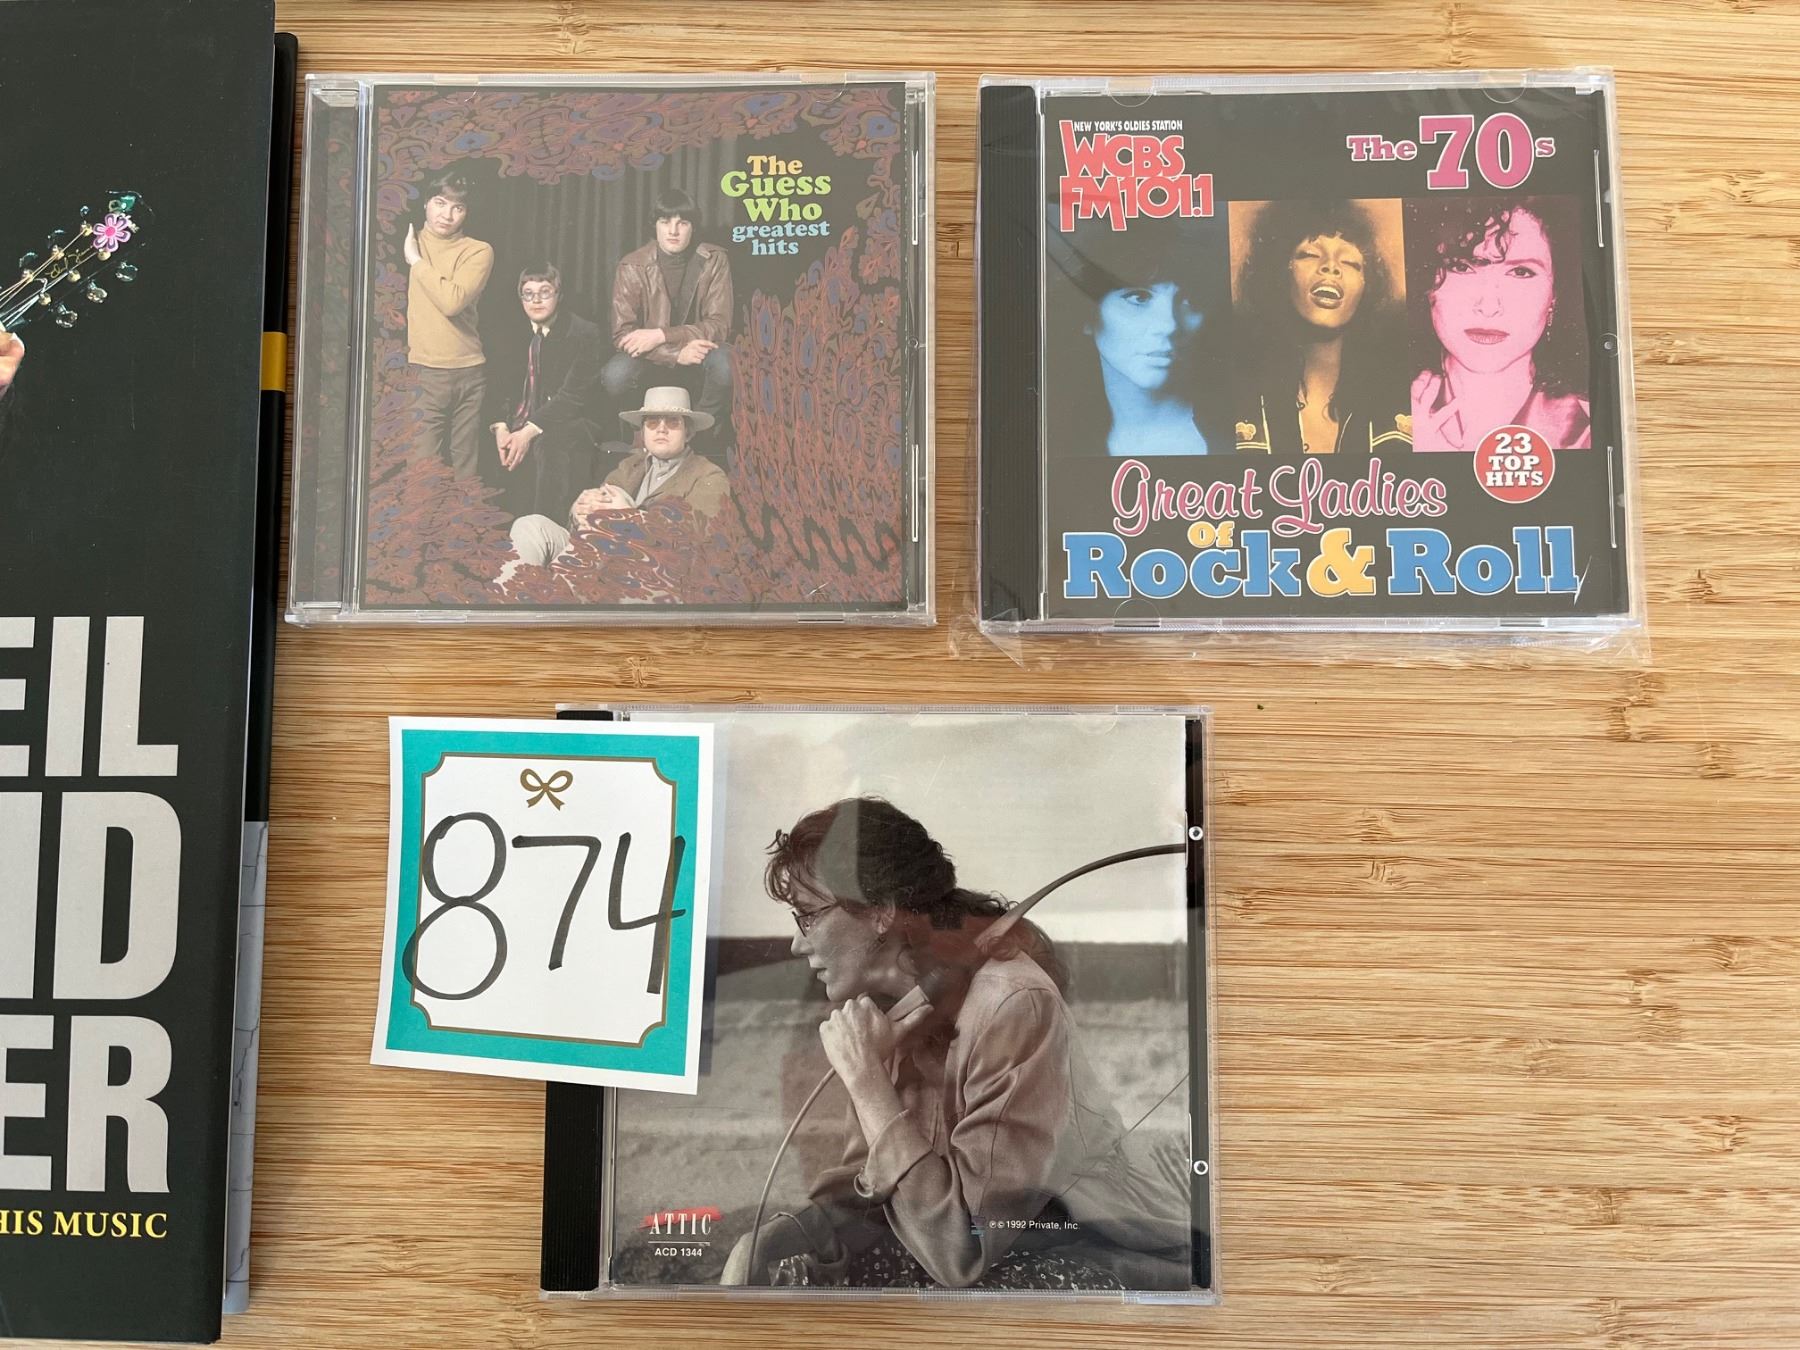 The
Guess
Who
greatest
hits
NEW YORK'S OLDIES STATION
WCBS
FM101.1
The 70s
23
TOP
HITS
Great Ladies
Of
Rock & Roll
EIL
ER
HIS MUSIC
874
ATTIC
ACD 1344
℗ © 1992 Private, Inc.